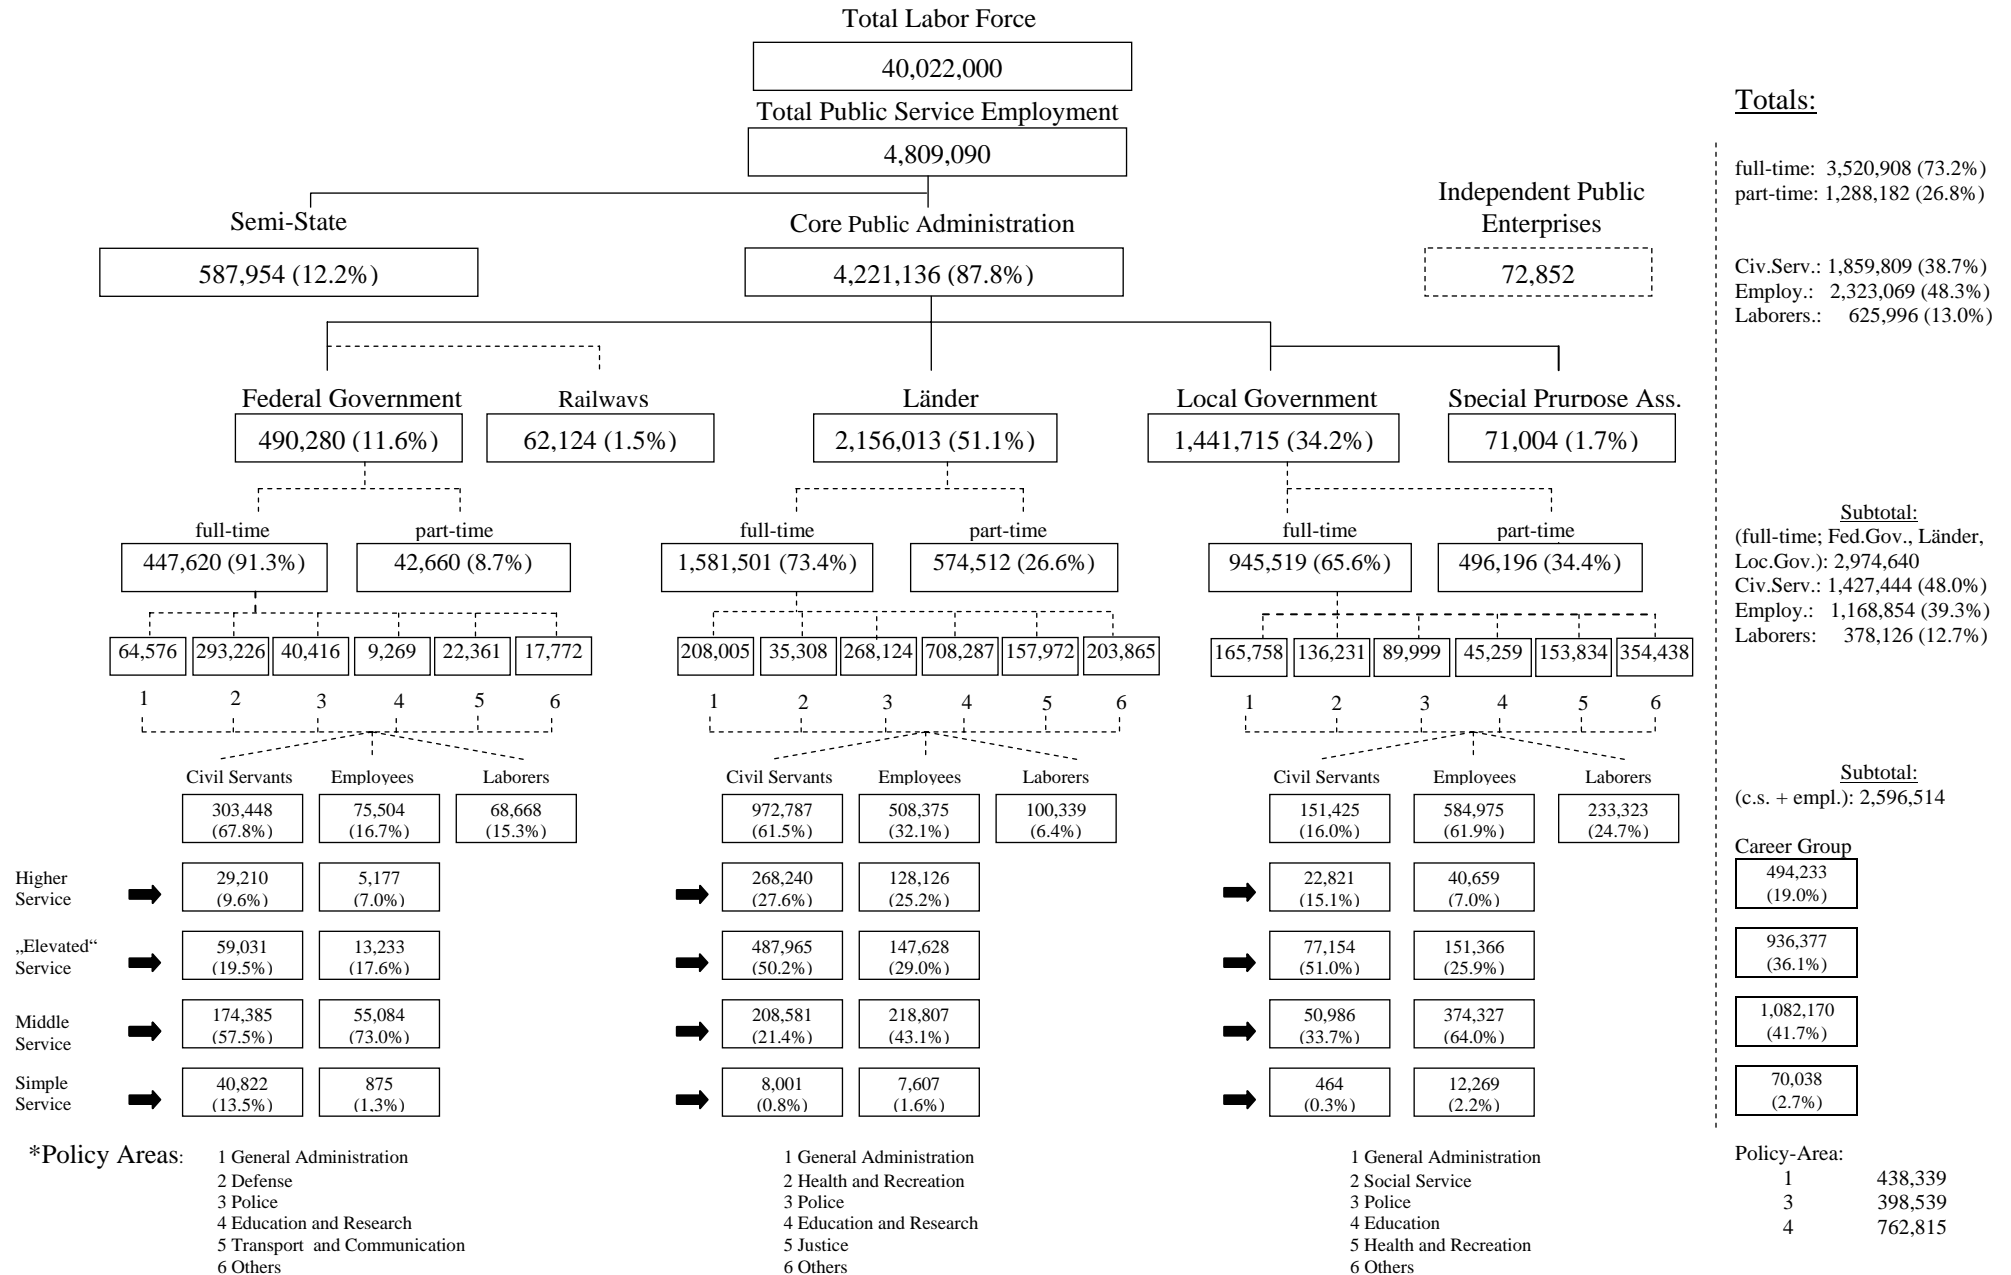 Total Labor Force
40,022,000
Total Public Service Employment
4,809,090
Semi-State
587,954 (12.2%)
Core Public Administration
4,221,136 (87.8%)
Independent Public
Enterprises
72,852
Federal Government
490,280 (11.6%)
Railways
62,124 (1.5%)
Länder
2,156,013 (51.1%)
Local Government
1,441,715 (34.2%)
Special Prurpose Ass.
71,004 (1.7%)
full-time
447,620 (91.3%)
part-time
42,660 (8.7%)
full-time
1,581,501 (73.4%)
part-time
574,512 (26.6%)
full-time
945,519 (65.6%)
part-time
496,196 (34.4%)
64,576 293,226 40,416 9,269 22,361 17,772
1 2 3 4 5 6
208,005 35,308 268,124 708,287 157,972 203,865
1 2 3 4 5 6
165,758 136,231 89,999 45,259 153,834 354,438
1 2 3 4 5 6
Civil Servants Employees Laborers
303,448 75,504 68,668
(67.8%) (16.7%) (15.3%)
Civil Servants Employees Laborers
972,787 508,375 100,339
(61.5%) (32.1%) (6.4%)
Civil Servants Employees Laborers
151,425 584,975 233,323
(16.0%) (61.9%) (24.7%)
Higher
Service
29,210 5,177 268,240 128,126 22,821 40,659
(9.6%) (7.0%) (27.6%) (25.2%) (15.1%) (7.0%)
„Elevated“
Service
59,031 13,233 487,965 147,628 77,154 151,366
(19.5%) (17.6%) (50.2%) (29.0%) (51.0%) (25.9%)
Middle
Service
174,385 55,084 208,581 218,807 50,986 374,327
(57.5%) (73.0%) (21.4%) (43.1%) (33.7%) (64.0%)
Simple
Service
40,822 875 8,001 7,607 464 12,269
(13.5%) (1.3%) (0.8%) (1.6%) (0.3%) (2.2%)
*Policy Areas:
1 General Administration
2 Defense
3 Police
4 Education and Research
5 Transport and Communication
6 Others
1 General Administration
2 Health and Recreation
3 Police
4 Education and Research
5 Justice
6 Others
1 General Administration
2 Social Service
3 Police
4 Education
5 Health and Recreation
6 Others
Totals:
full-time: 3,520,908 (73.2%)
part-time: 1,288,182 (26.8%)
Civ.Serv.: 1,859,809 (38.7%)
Employ.: 2,323,069 (48.3%)
Laborers.: 625,996 (13.0%)
Subtotal:
(full-time; Fed.Gov., Länder,
Loc.Gov.): 2,974,640
Civ.Serv.: 1,427,444 (48.0%)
Employ.: 1,168,854 (39.3%)
Laborers: 378,126 (12.7%)
Subtotal:
(c.s. + empl.): 2,596,514
Career Group
494,233
(19.0%)
936,377
(36.1%)
1,082,170
(41.7%)
70,038
(2.7%)
Policy-Area:
1 438,339
3 398,539
4 762,815